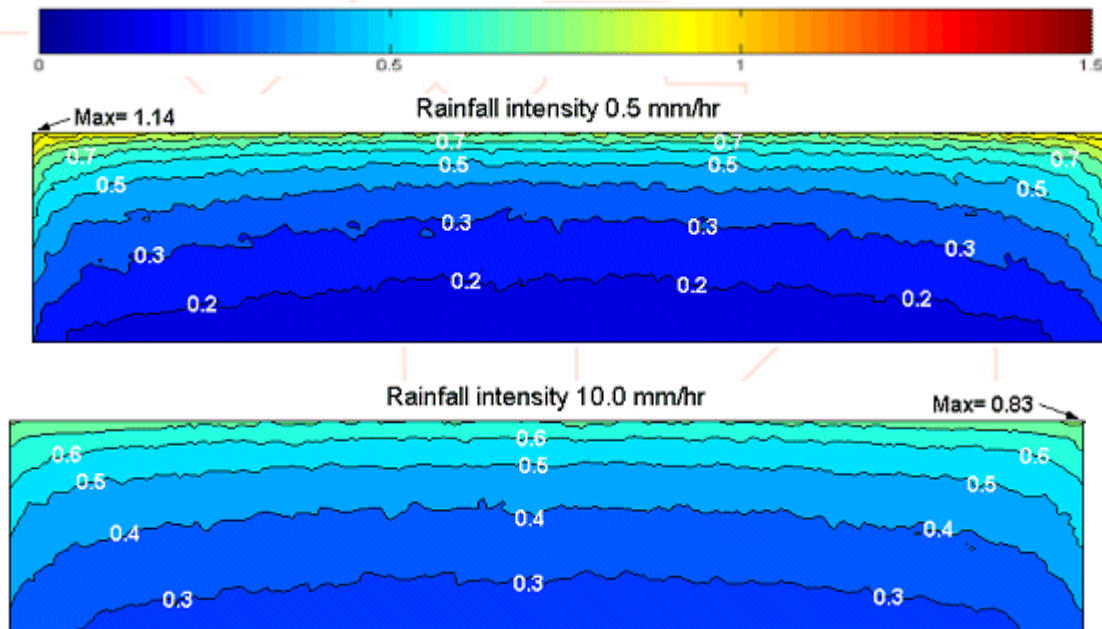 0 0.5 1 1.5
Rainfall intensity 0.5 mm/hr
Max= 1.14
0.7 0.7 0.7 0.7
0.5 0.5 0.5 0.5
0.3 0.3 0.3 0.3
0.2 0.2 0.2 0.2
Rainfall intensity 10.0 mm/hr
Max= 0.83
0.6 0.6 0.6
0.5 0.5 0.5
0.4 0.4 0.4
0.3 0.3 0.3